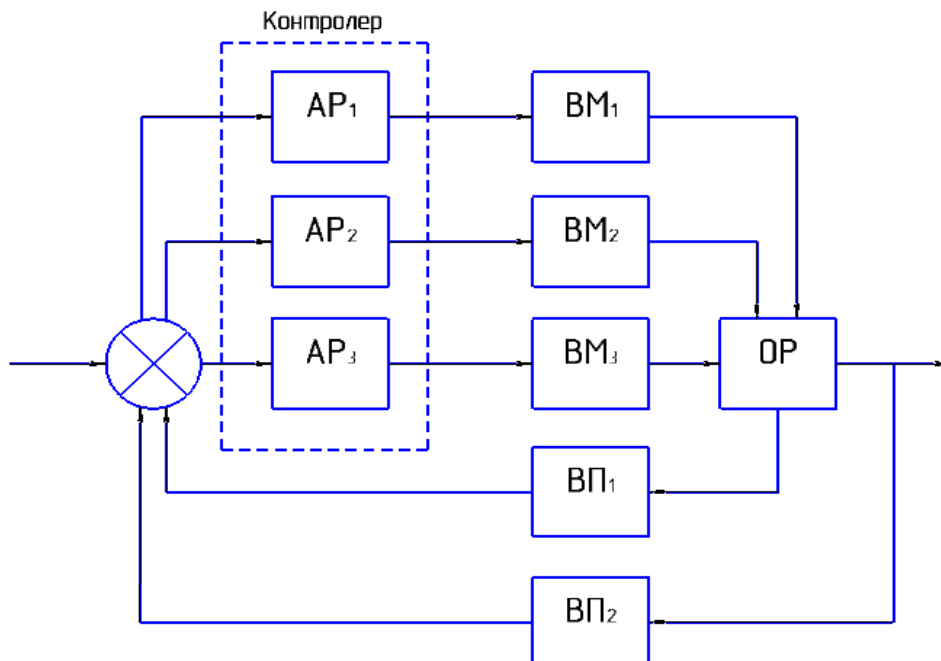 Контролер
АР₁
ВМ₁
АР₂
ВМ₂
АР₃
ВМ₃
ОР
ВП₁
ВП₂